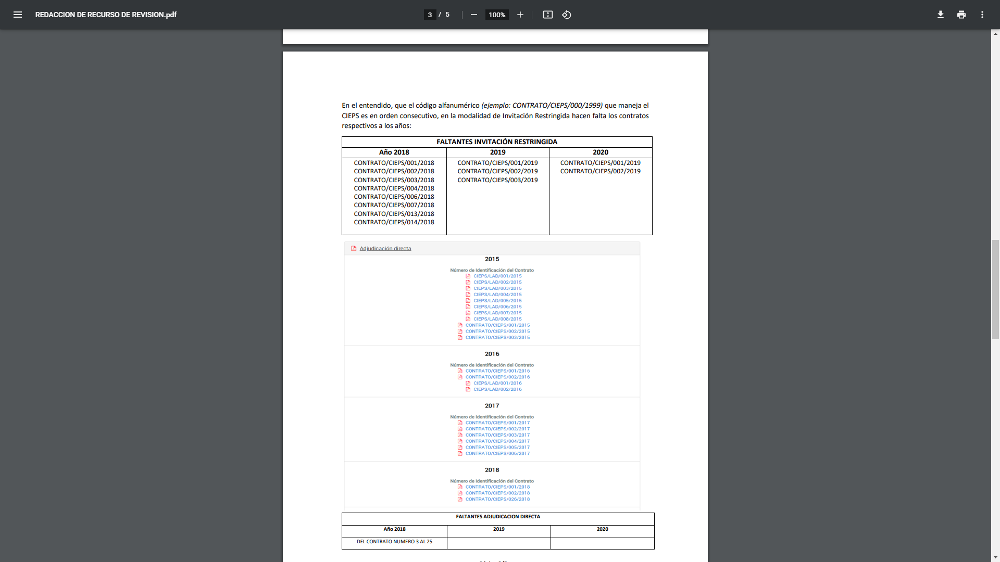 REDACCION DE RECURSO DE REVISION.pdf
3 / 5
100%
En el entendido, que el código alfanumérico (ejemplo: CONTRATO/CIEPS/000/1999) que maneja el
CIEPS es en orden consecutivo, en la modalidad de Invitación Restringida hacen falta los contratos
respectivos a los años:
FALTANTES INVITACIÓN RESTRINGIDA
Año 2018 2019 2020
CONTRATO/CIEPS/001/2018 CONTRATO/CIEPS/001/2019 CONTRATO/CIEPS/001/2019
CONTRATO/CIEPS/002/2018 CONTRATO/CIEPS/002/2019 CONTRATO/CIEPS/002/2019
CONTRATO/CIEPS/003/2018 CONTRATO/CIEPS/003/2019
CONTRATO/CIEPS/004/2018
CONTRATO/CIEPS/006/2018
CONTRATO/CIEPS/007/2018
CONTRATO/CIEPS/013/2018
CONTRATO/CIEPS/014/2018
Adjudicación directa
2015
Número de Identificación del Contrato
CIEPS/LAD/001/2015
CIEPS/LAD/002/2015
CIEPS/LAD/003/2015
CIEPS/LAD/004/2015
CIEPS/LAD/005/2015
CIEPS/LAD/006/2015
CIEPS/LAD/007/2015
CIEPS/LAD/008/2015
CONTRATO/CIEPS/001/2015
CONTRATO/CIEPS/002/2015
CONTRATO/CIEPS/003/2015
2016
Número de Identificación del Contrato
CONTRATO/CIEPS/001/2016
CONTRATO/CIEPS/002/2016
CIEPS/LAD/001/2016
CIEPS/LAD/002/2016
2017
Número de Identificación del Contrato
CONTRATO/CIEPS/001/2017
CONTRATO/CIEPS/002/2017
CONTRATO/CIEPS/003/2017
CONTRATO/CIEPS/004/2017
CONTRATO/CIEPS/005/2017
CONTRATO/CIEPS/006/2017
2018
Número de Identificación del Contrato
CONTRATO/CIEPS/001/2018
CONTRATO/CIEPS/002/2018
CONTRATO/CIEPS/026/2018
FALTANTES ADJUDICACION DIRECTA
Año 2018 2019 2020
DEL CONTRATO NUMERO 3 AL 25